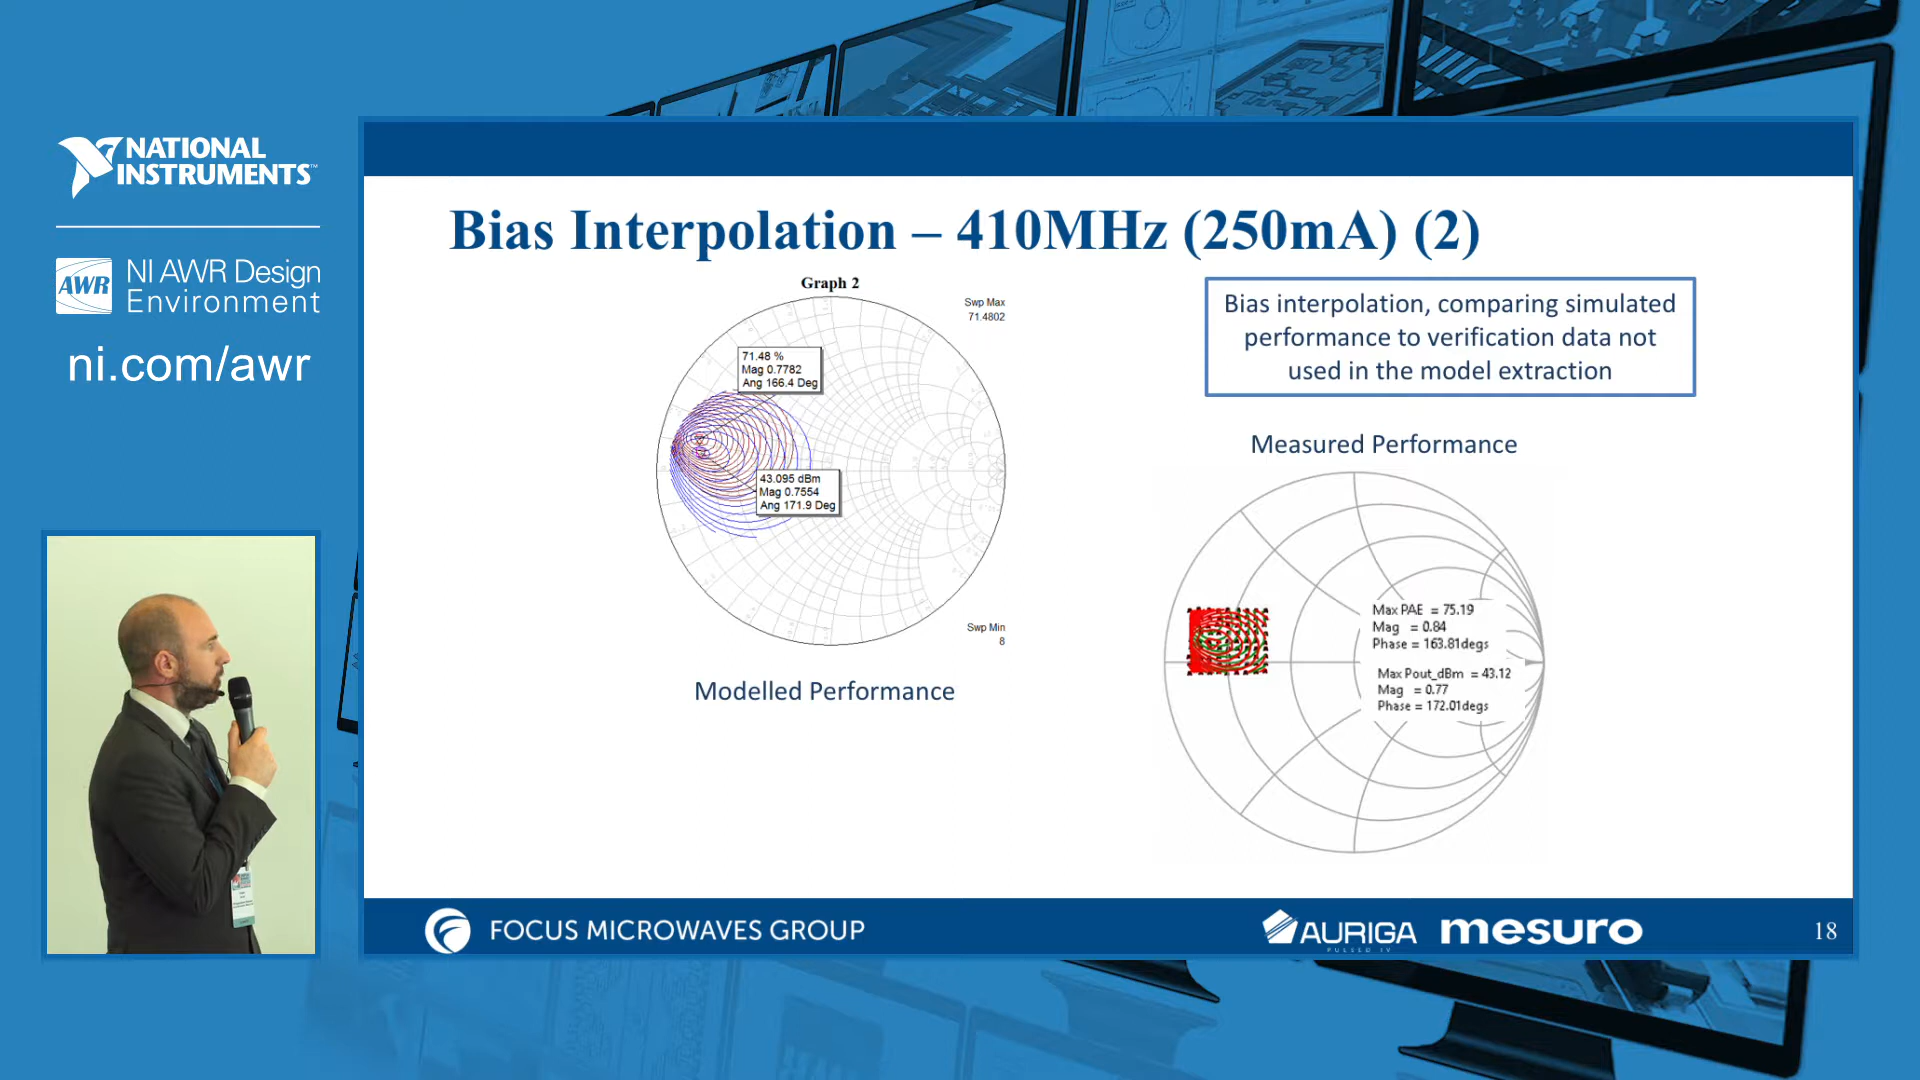 NATIONAL
INSTRUMENTS™
AWR
NI AWR Design
Environment
ni.com/awr
Bias Interpolation – 410MHz (250mA) (2)
Graph 2
Swp Max
71.4802
71.48 %
Mag 0.7782
Ang 166.4 Deg
43.095 dBm
Mag 0.7554
Ang 171.9 Deg
Swp Min
8
Modelled Performance
Bias interpolation, comparing simulated
performance to verification data not
used in the model extraction
Measured Performance
Max PAE = 75.19
Mag = 0.84
Phase = 163.81degs
Max Pout_dBm = 43.12
Mag = 0.77
Phase = 172.01degs
FOCUS MICROWAVES GROUP
AURIGA
PULSED IV
mesuro
18